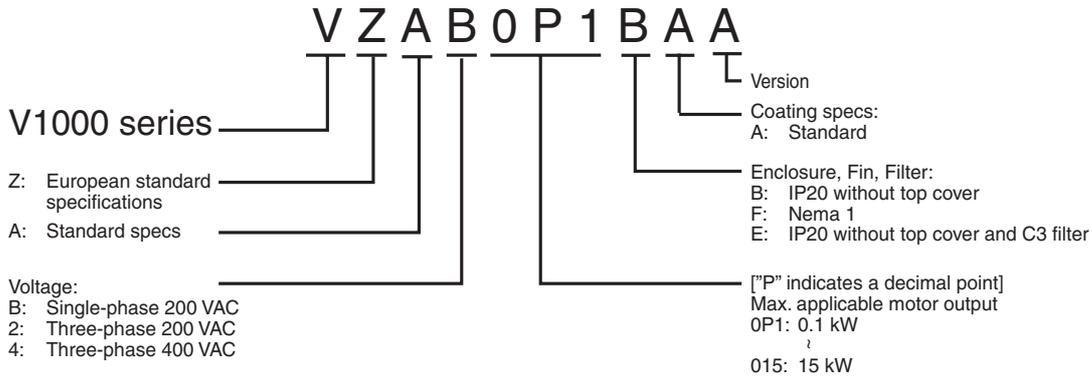 V Z A B 0 P 1 B A A
V1000 series
Z: European standard
specifications
A: Standard specs
Voltage:
B: Single-phase 200 VAC
2: Three-phase 200 VAC
4: Three-phase 400 VAC
Version
Coating specs:
A: Standard
Enclosure, Fin, Filter:
B: IP20 without top cover
F: Nema 1
E: IP20 without top cover and C3 filter
["P" indicates a decimal point]
Max. applicable motor output
0P1: 0.1 kW
~
015: 15 kW